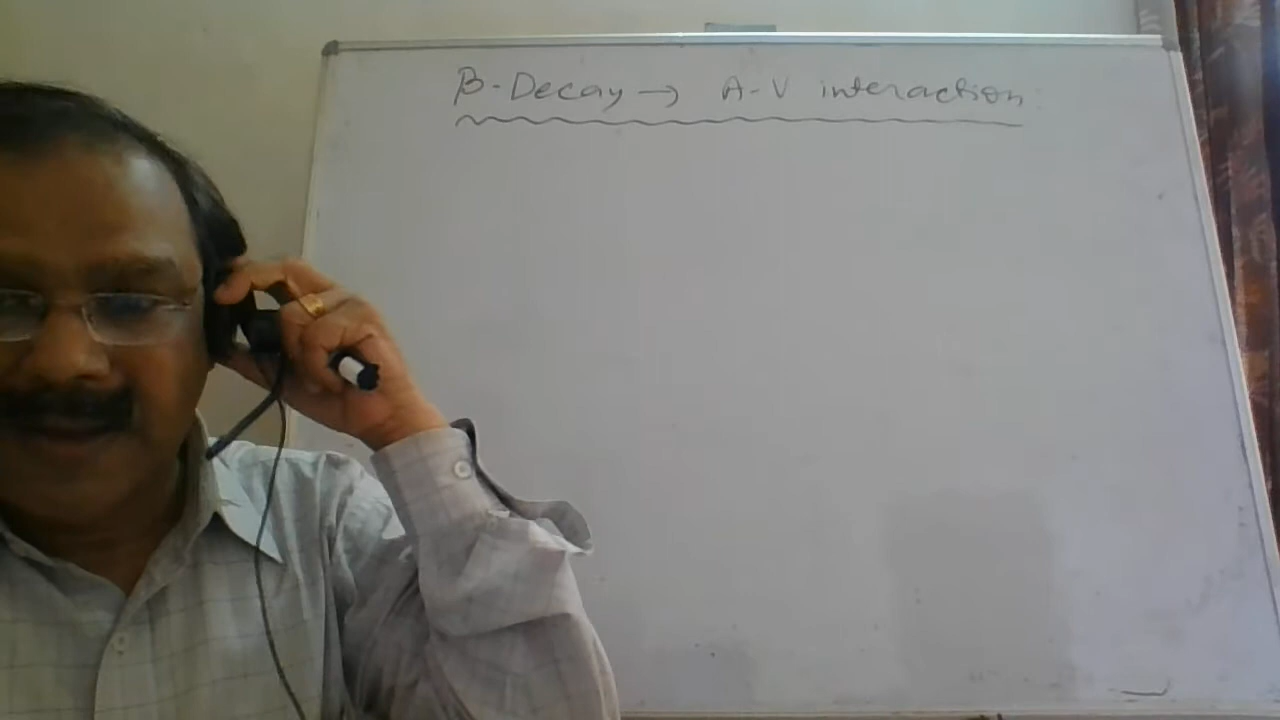 β-Decay → A-V interaction